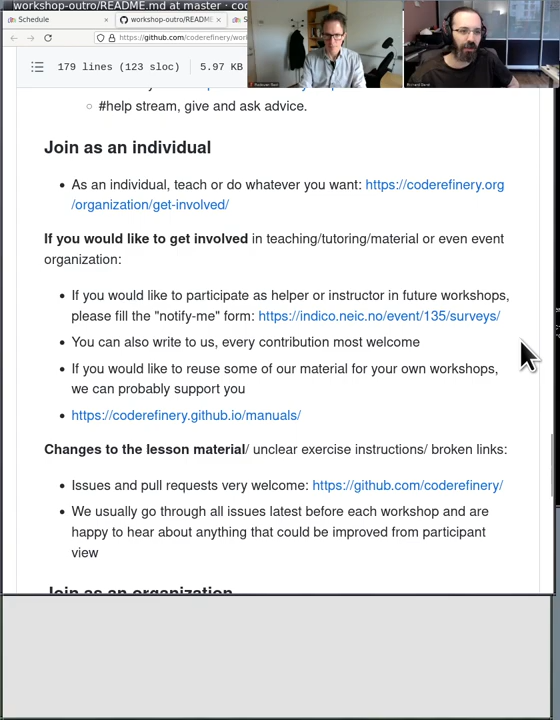 workshop-outro/README.md at master · cod
Schedule
workshop-outro/README
https://github.com/coderefinery/wor
179 lines (123 sloc)
5.97 KB
#help stream, give and ask advice.
Join as an individual
As an individual, teach or do whatever you want: https://coderefinery.org
/organization/get-involved/
If you would like to get involved in teaching/tutoring/material or even event
organization:
If you would like to participate as helper or instructor in future workshops,
please fill the "notify-me" form: https://indico.neic.no/event/135/surveys/
You can also write to us, every contribution most welcome
If you would like to reuse some of our material for your own workshops,
we can probably support you
https://coderefinery.github.io/manuals/
Changes to the lesson material/ unclear exercise instructions/ broken links:
Issues and pull requests very welcome: https://github.com/coderefinery/
We usually go through all issues latest before each workshop and are
happy to hear about anything that could be improved from participant
view
Join as an organization